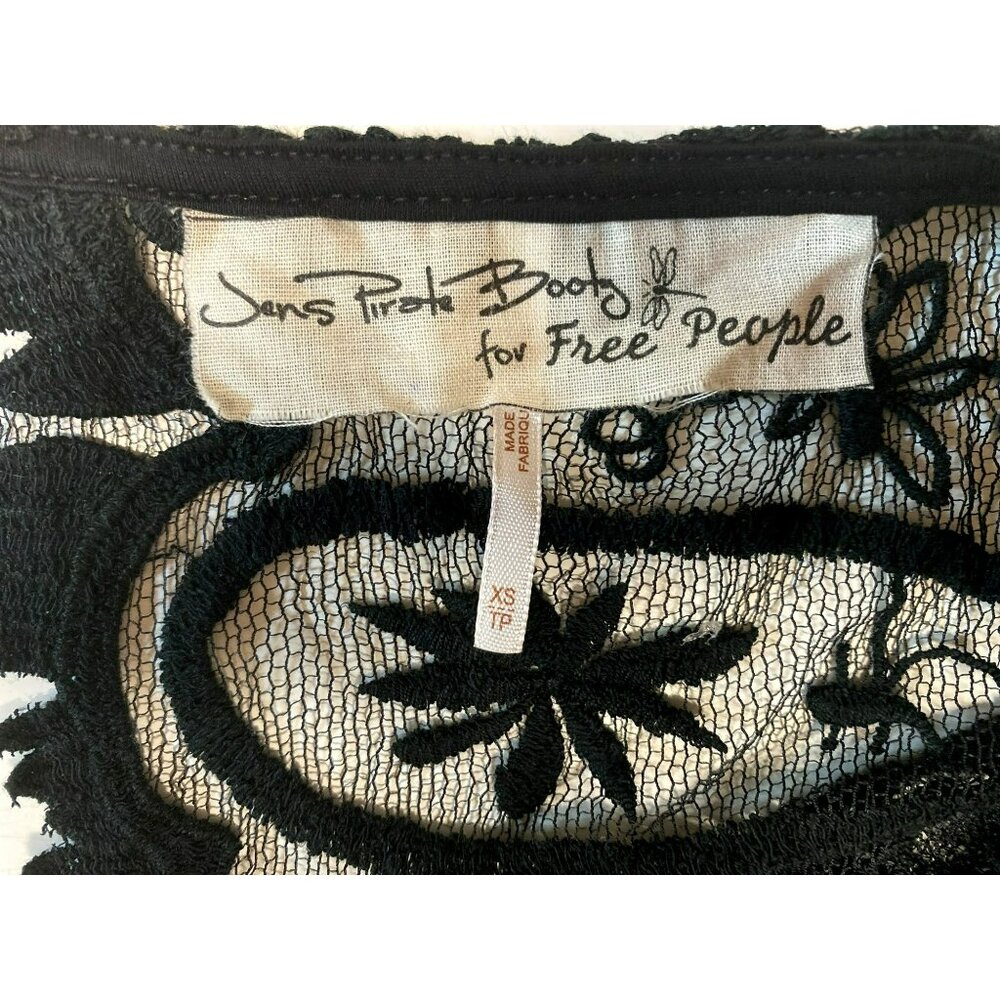 Jens Pirate Booty
for Free People
MADE
FABRIQU
XS
TP